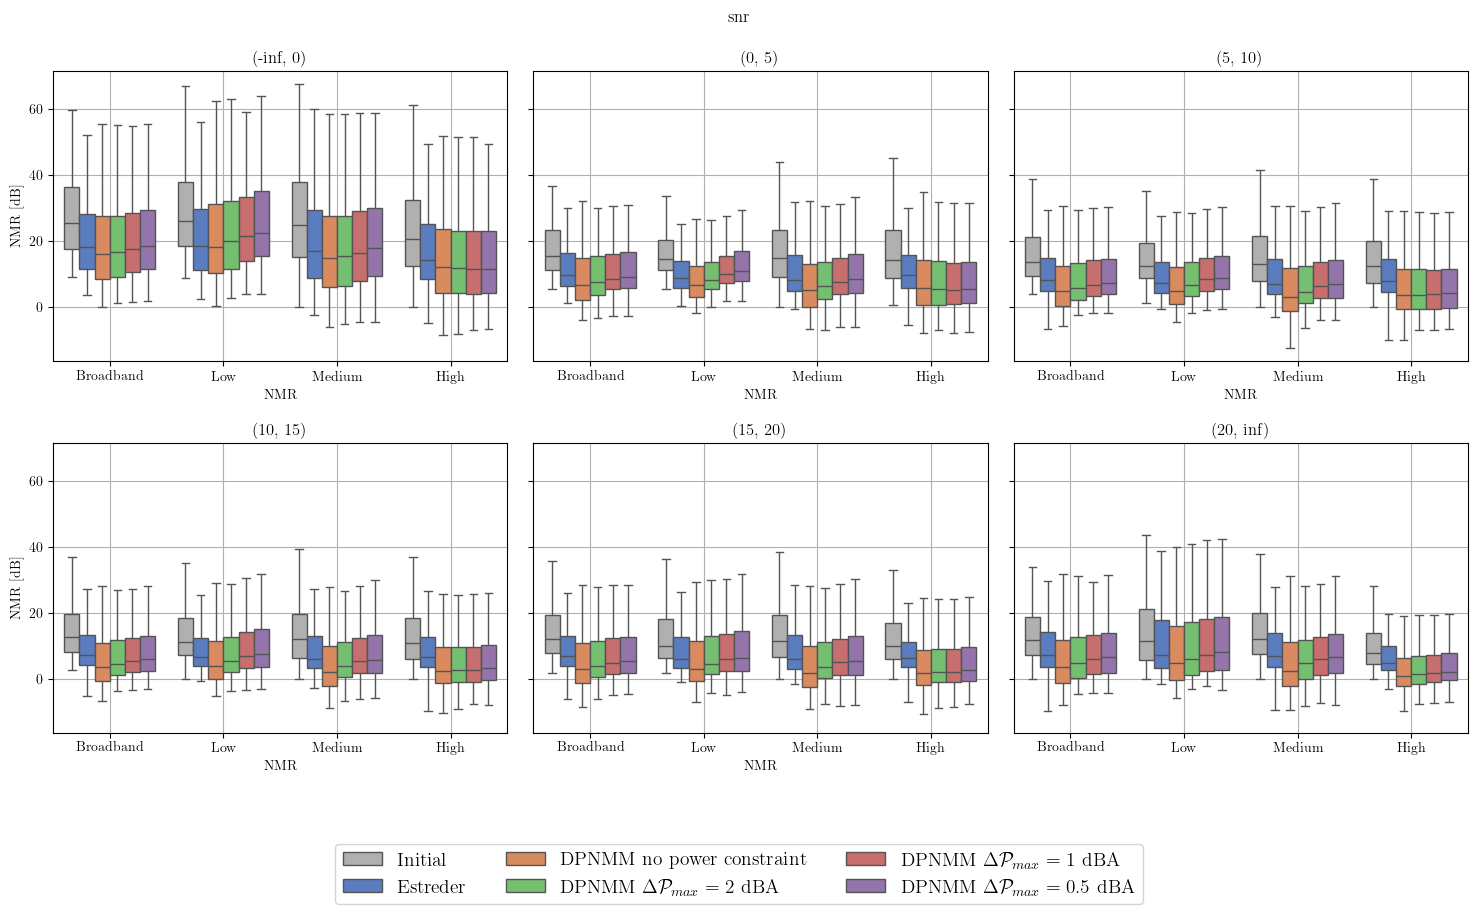 snr
(-inf, 0)
(0, 5)
(5, 10)
NMR [dB]
60
40
20
0
Broadband
Low
Medium
High
NMR
Broadband
Low
Medium
High
NMR
Broadband
Low
Medium
High
NMR
(10, 15)
(15, 20)
(20, inf)
NMR [dB]
60
40
20
0
Broadband
Low
Medium
High
NMR
Broadband
Low
Medium
High
NMR
Broadband
Low
Medium
High
Initial
Estreder
DPNMM no power constraint
DPNMM Δ𝒫max = 2 dBA
DPNMM Δ𝒫max = 1 dBA
DPNMM Δ𝒫max = 0.5 dBA